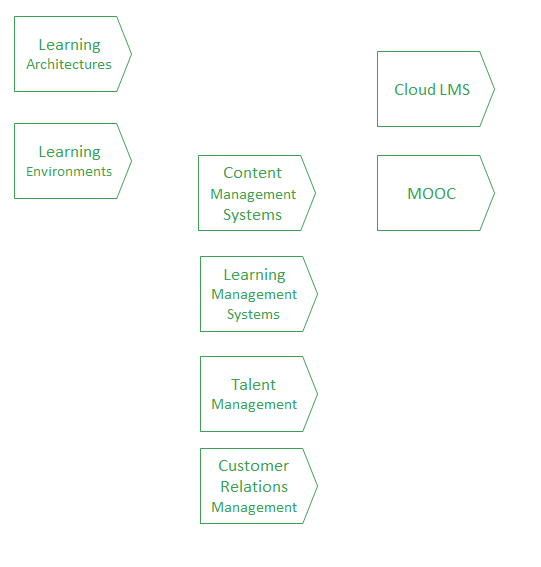 Learning
Architectures
Learning
Environments
Content
Management
Systems
Learning
Management
Systems
Talent
Management
Customer
Relations
Management
Cloud LMS
MOOC